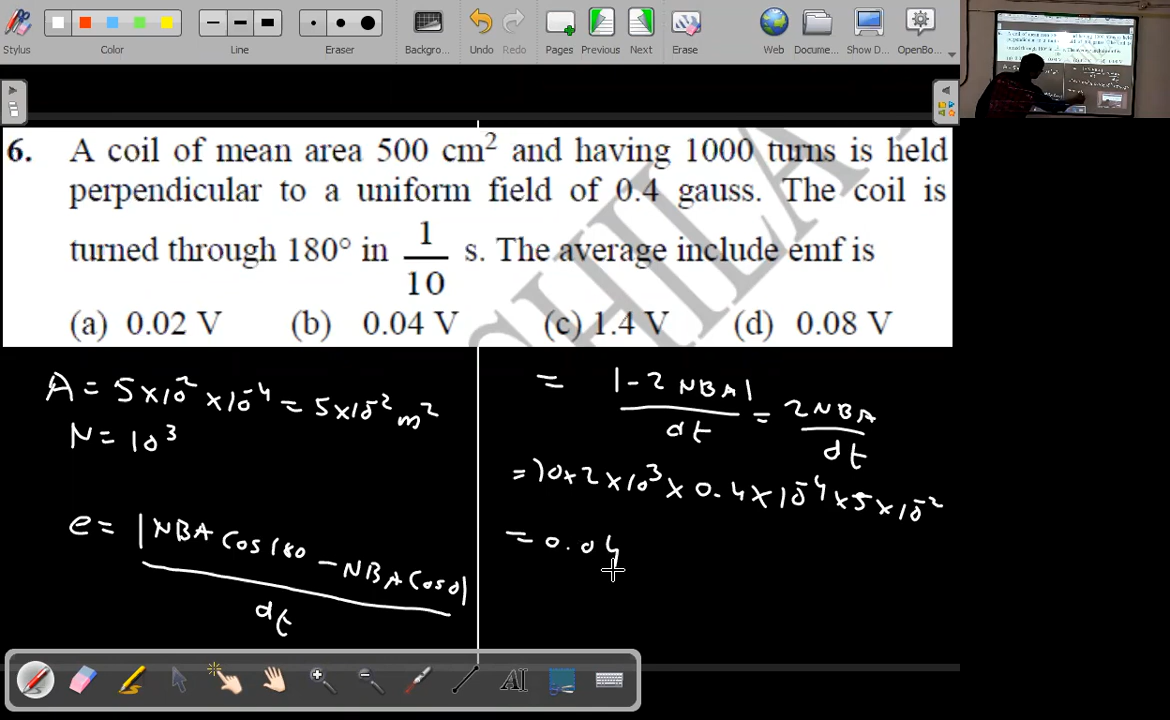 Stylus
Color
Line
Eraser
Backgro...
Undo
Redo
Pages
Previous
Next
Erase
Web
Docume...
Show D...
OpenBo...
6. A coil of mean area 500 cm² and having 1000 turns is held
perpendicular to a uniform field of 0.4 gauss. The coil is
turned through 180° in 1/10 s. The average include emf is
(a) 0.02 V (b) 0.04 V (c) 1.4 V (d) 0.08 V
A = 5×10² ×10⁻⁴ = 5×10⁻² m²
N = 10³
e = |NBA Cos 180 - NBA Cos 0| / dt
= |-2 NBA| / dt = 2NBA / dt
= 10×2×10³ × 0.4×10⁻⁴ × 5×10⁻²
= 0.04